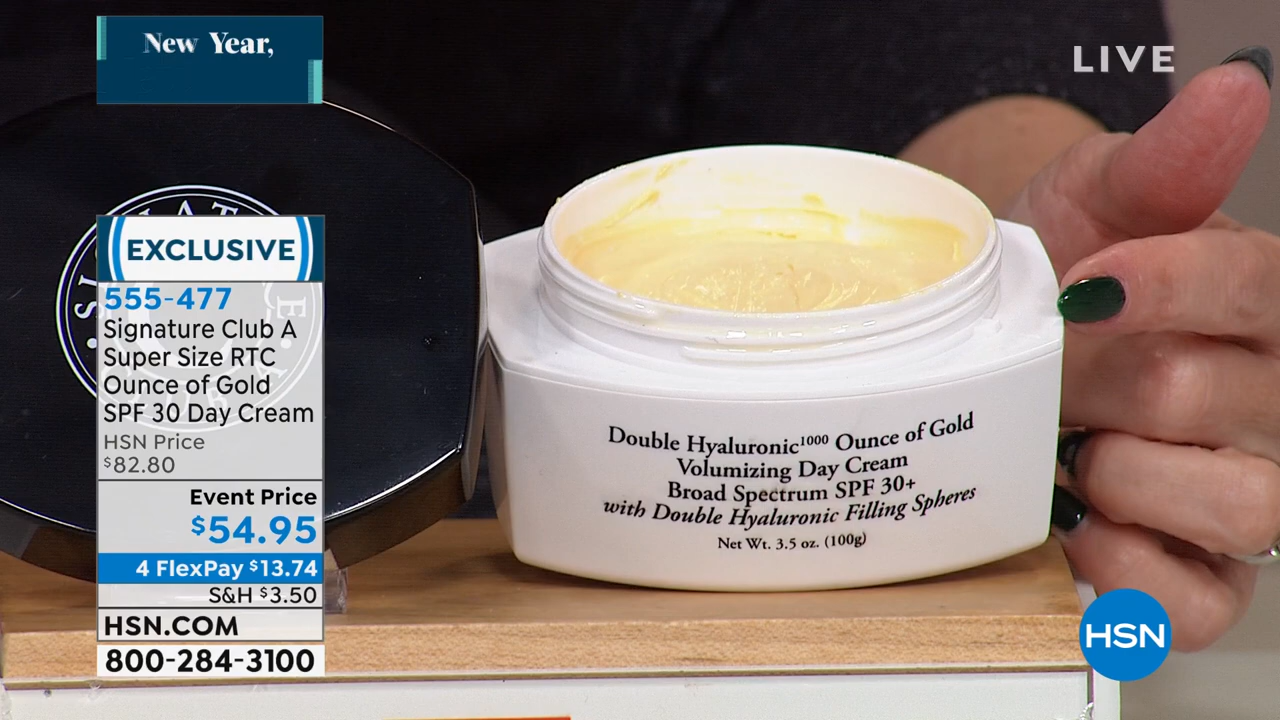 New Year,
LIVE
EXCLUSIVE
555-477
Signature Club A
Super Size RTC
Ounce of Gold
SPF 30 Day Cream
HSN Price
$82.80
Event Price
$54.95
4 FlexPay $13.74
S&H $3.50
HSN.COM
800-284-3100
Double Hyaluronic¹⁰⁰⁰ Ounce of Gold
Volumizing Day Cream
Broad Spectrum SPF 30+
with Double Hyaluronic Filling Spheres
Net Wt. 3.5 oz. (100g)
HSN